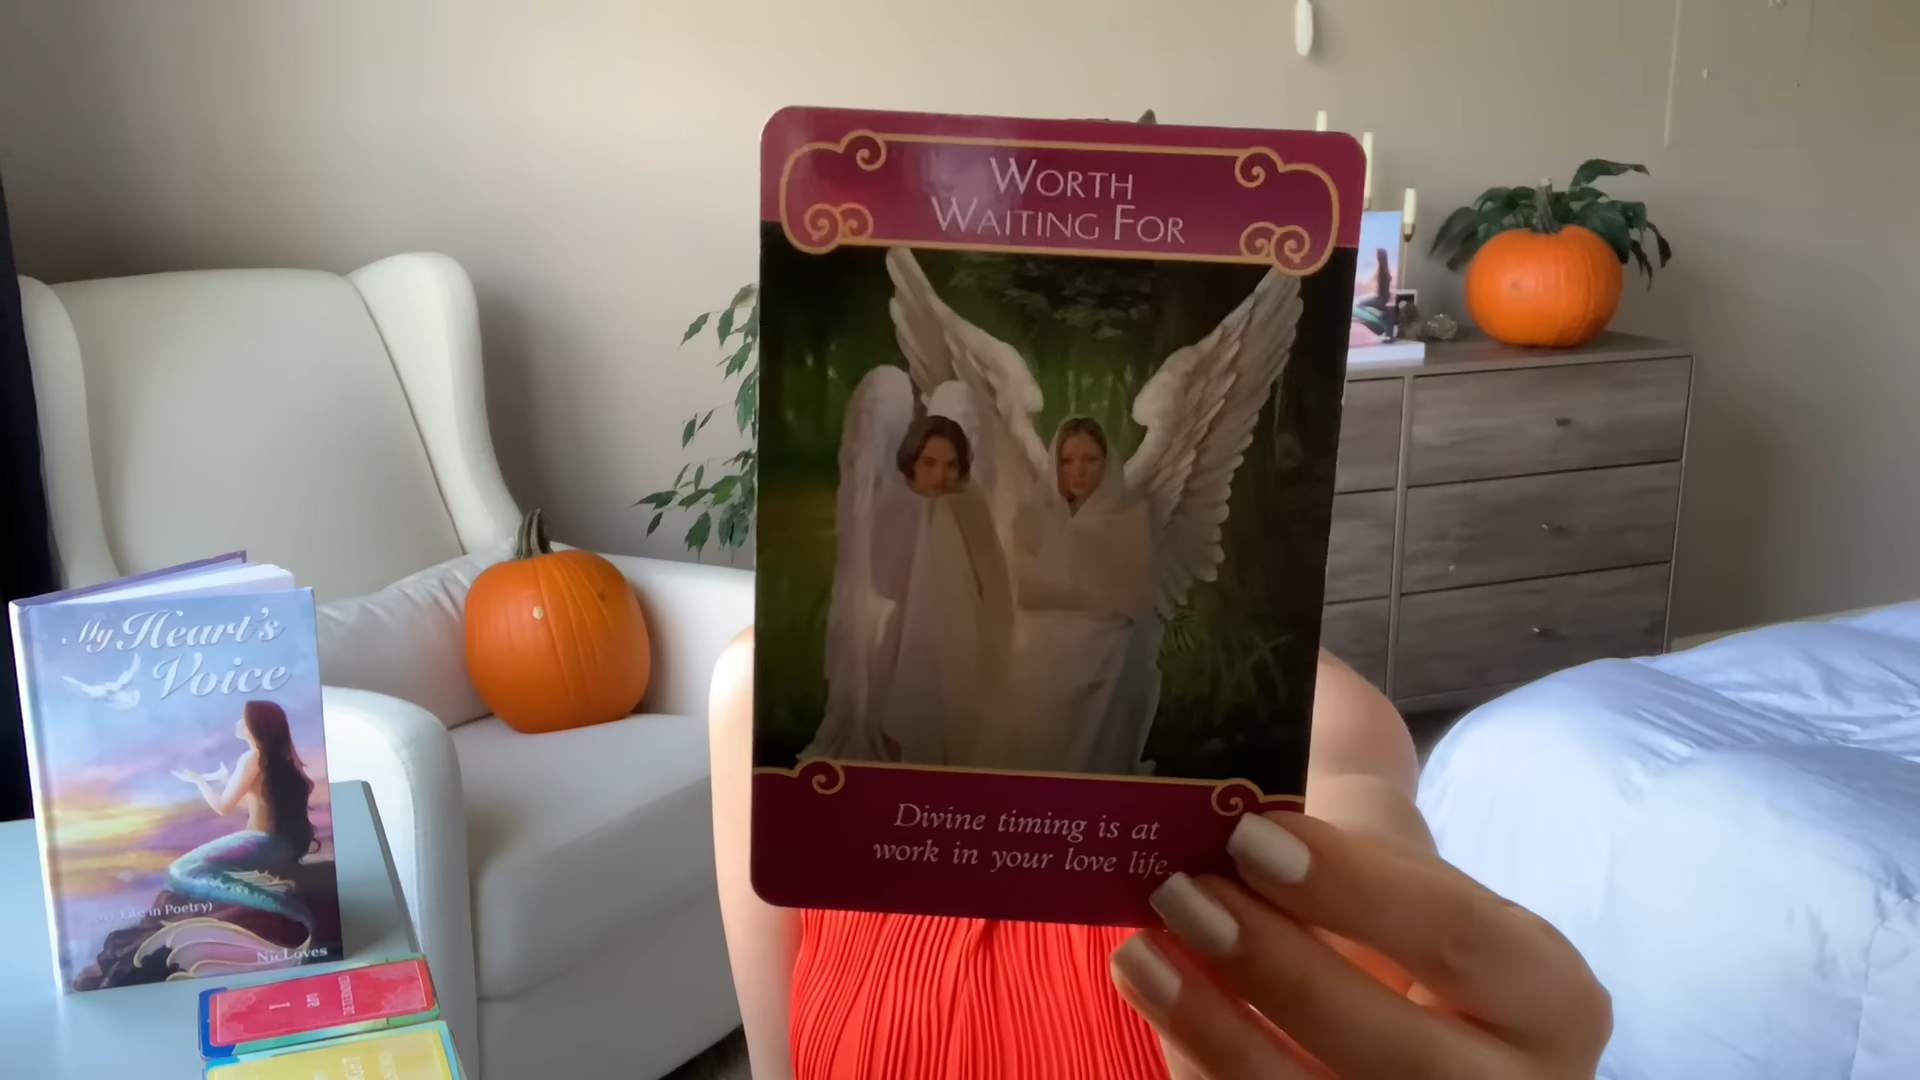 WORTH
WAITING FOR
Divine timing is at
work in your love life.
My Heart's
Voice
(My Life in Poetry)
NicLoves